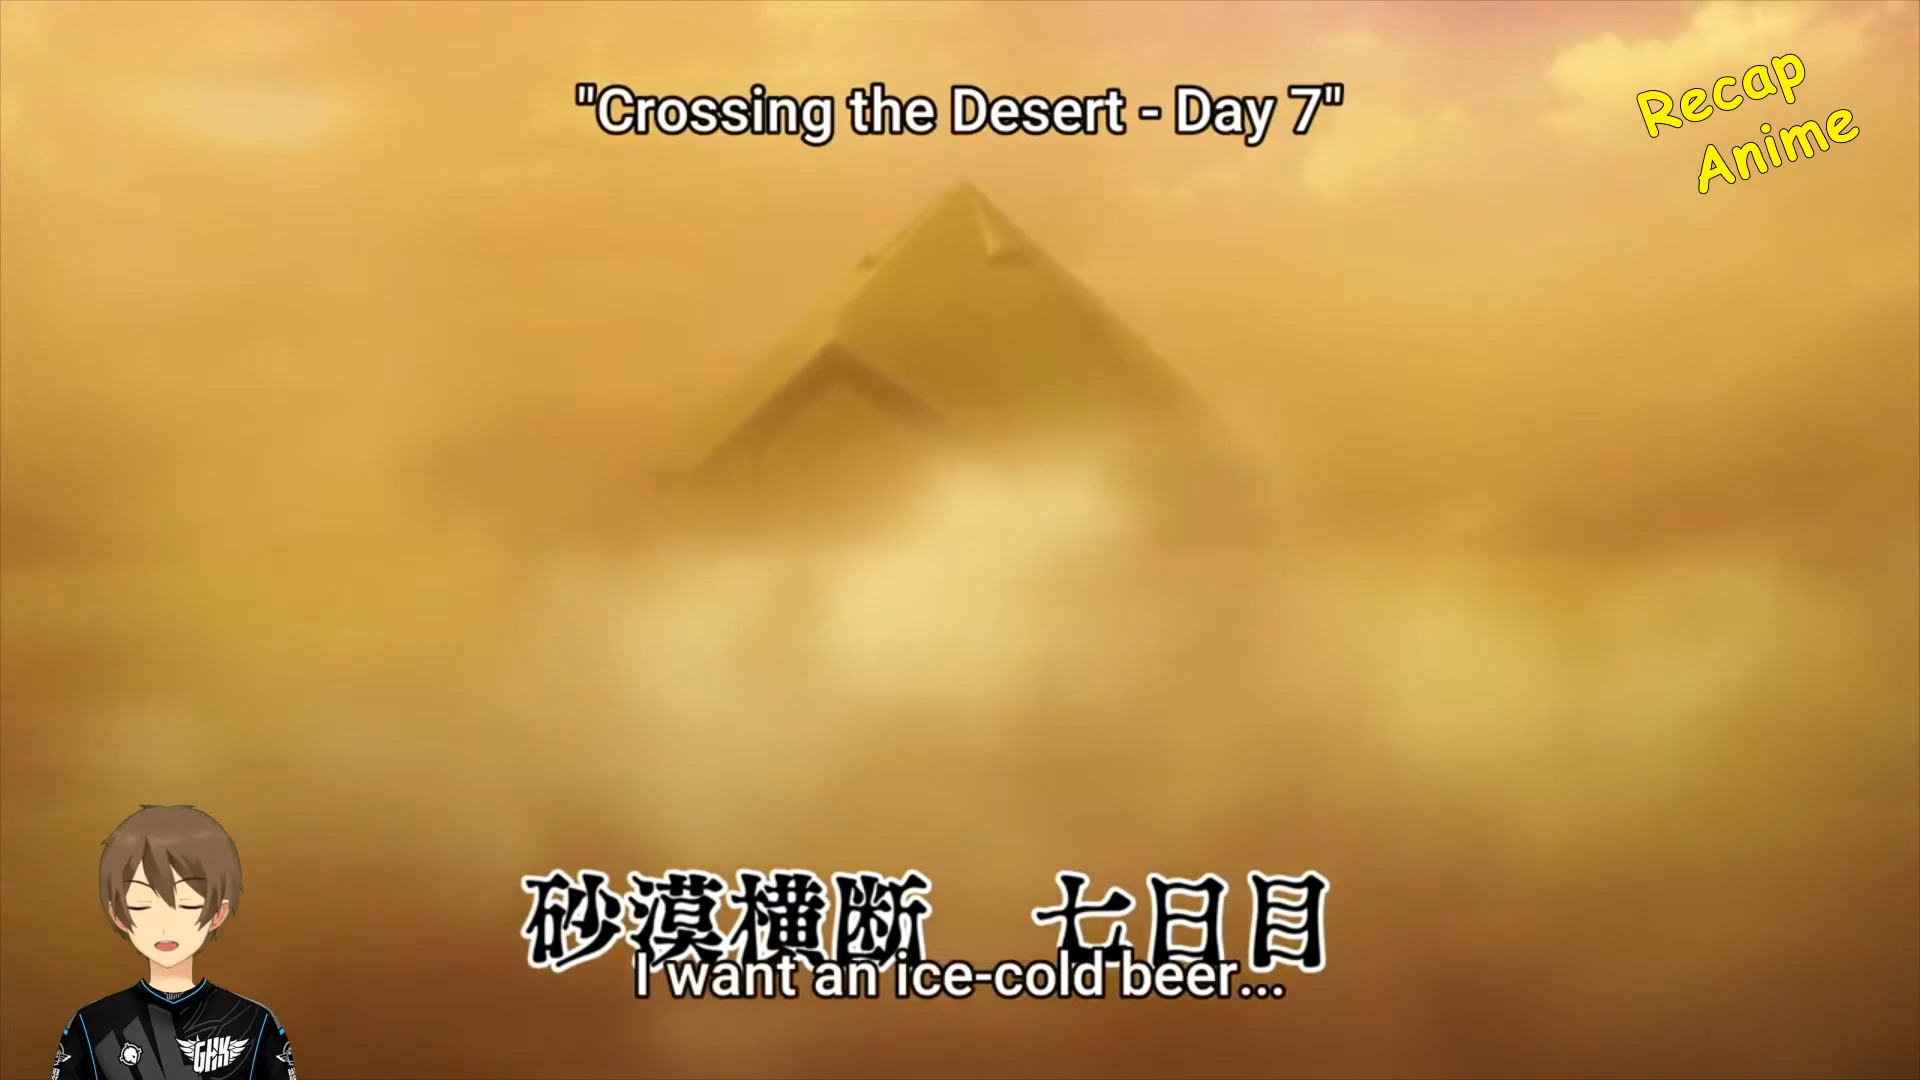 "Crossing the Desert - Day 7"
Recap
Anime
砂漠横断 七日目
I want an ice-cold beer...
GHK